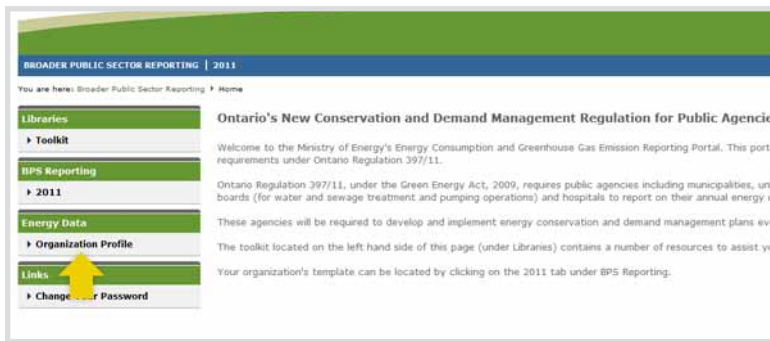 BROADER PUBLIC SECTOR REPORTING | 2011
You are here: Broader Public Sector Reporting Home
Libraries
Toolkit
BPS Reporting
2011
Energy Data
Organization Profile
Links
Change Your Password
Ontario's New Conservation and Demand Management Regulation for Public Agencie
Welcome to the Ministry of Energy's Energy Consumption and Greenhouse Gas Emission Reporting Portal. This port
requirements under Ontario Regulation 397/11.
Ontario Regulation 397/11, under the Green Energy Act, 2009, requires public agencies including municipalities, un
boards (for water and sewage treatment and pumping operations) and hospitals to report on their annual energy
These agencies will be required to develop and implement energy conservation and demand management plans ev
The toolkit located on the left hand side of this page (under Libraries) contains a number of resources to assist yo
Your organization's template can be located by clicking on the 2011 tab under BPS Reporting.